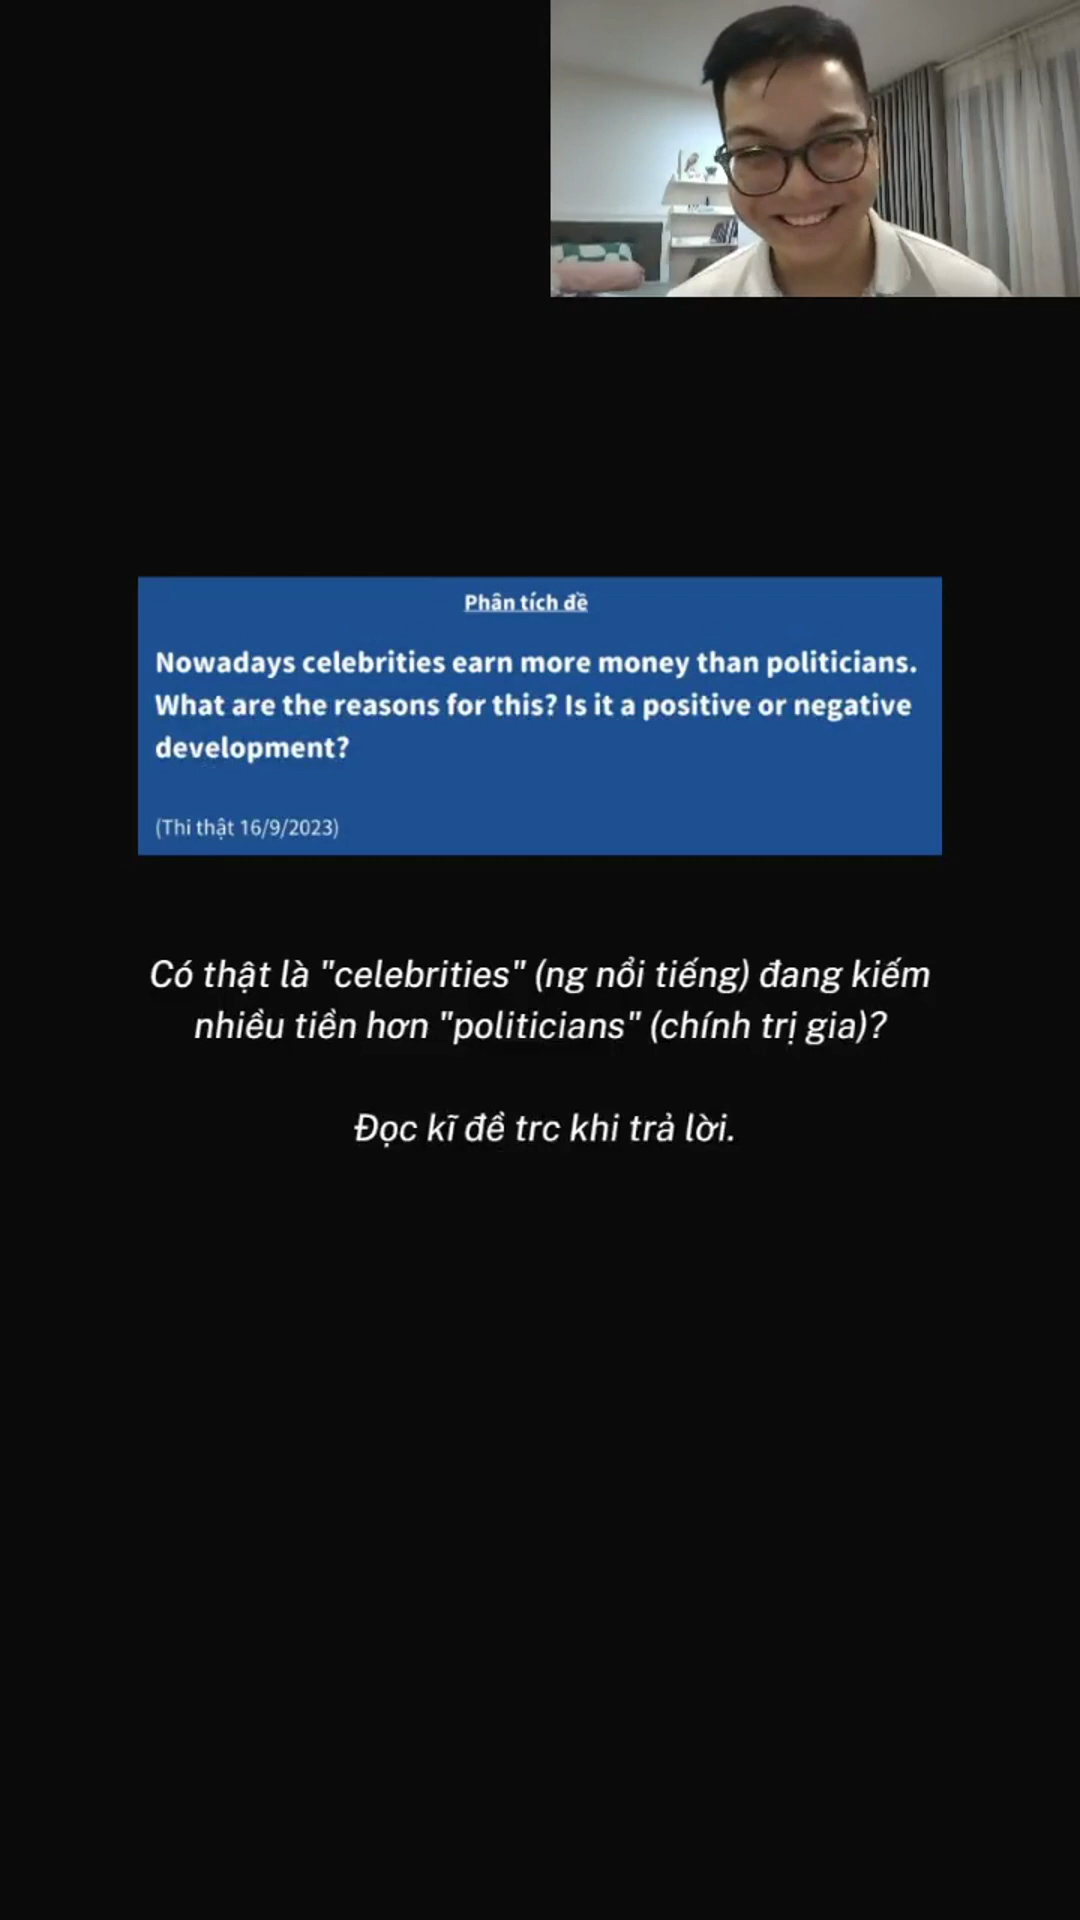 Phân tích đề
Nowadays celebrities earn more money than politicians.
What are the reasons for this? Is it a positive or negative
development?
(Thi thật 16/9/2023)
Có thật là "celebrities" (ng nổi tiếng) đang kiếm
nhiều tiền hơn "politicians" (chính trị gia)?
Đọc kĩ đề trc khi trả lời.